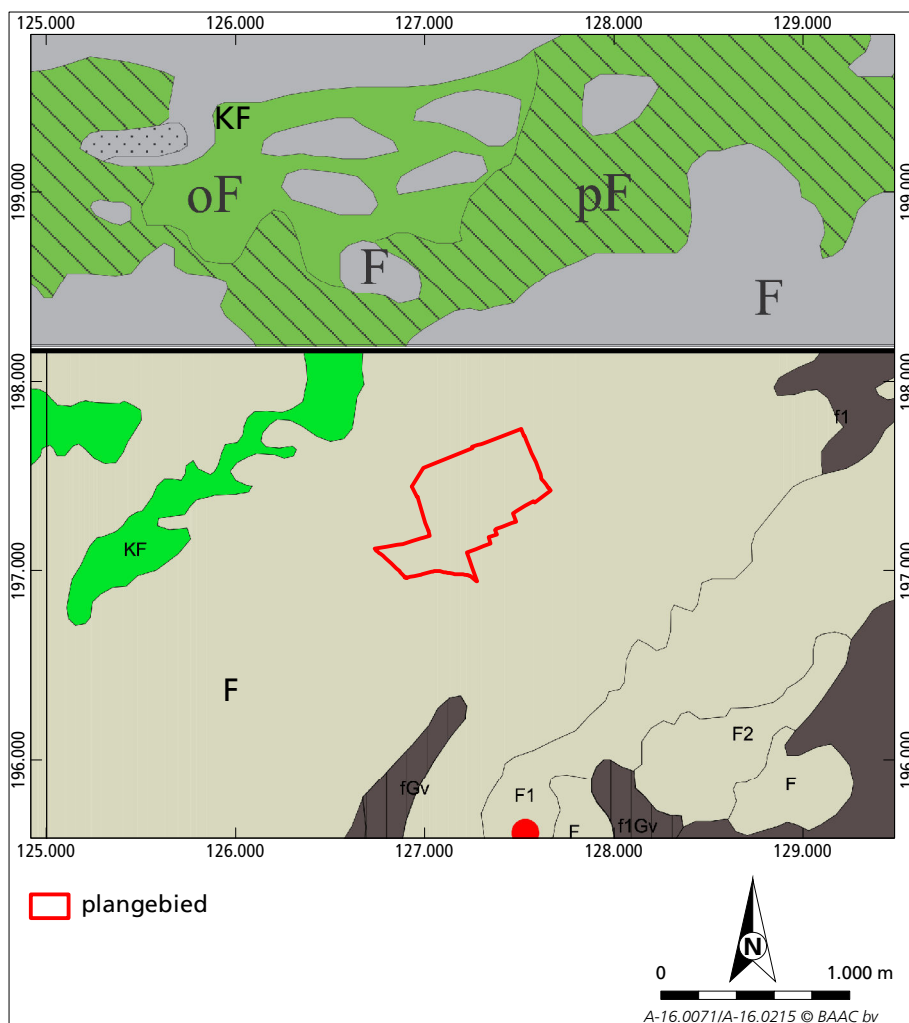 125.000 126.000 127.000 128.000 129.000
KF
199.000 oF pF 199.000
F
F
198.000 198.000
f1
KF
197.000 197.000
F
F2
196.000 196.000
fGv F1 F
F f1Gv
125.000 126.000 127.000 128.000 129.000
plangebied
N
0 1.000 m
A-16.0071/A-16.0215 © BAAC bv